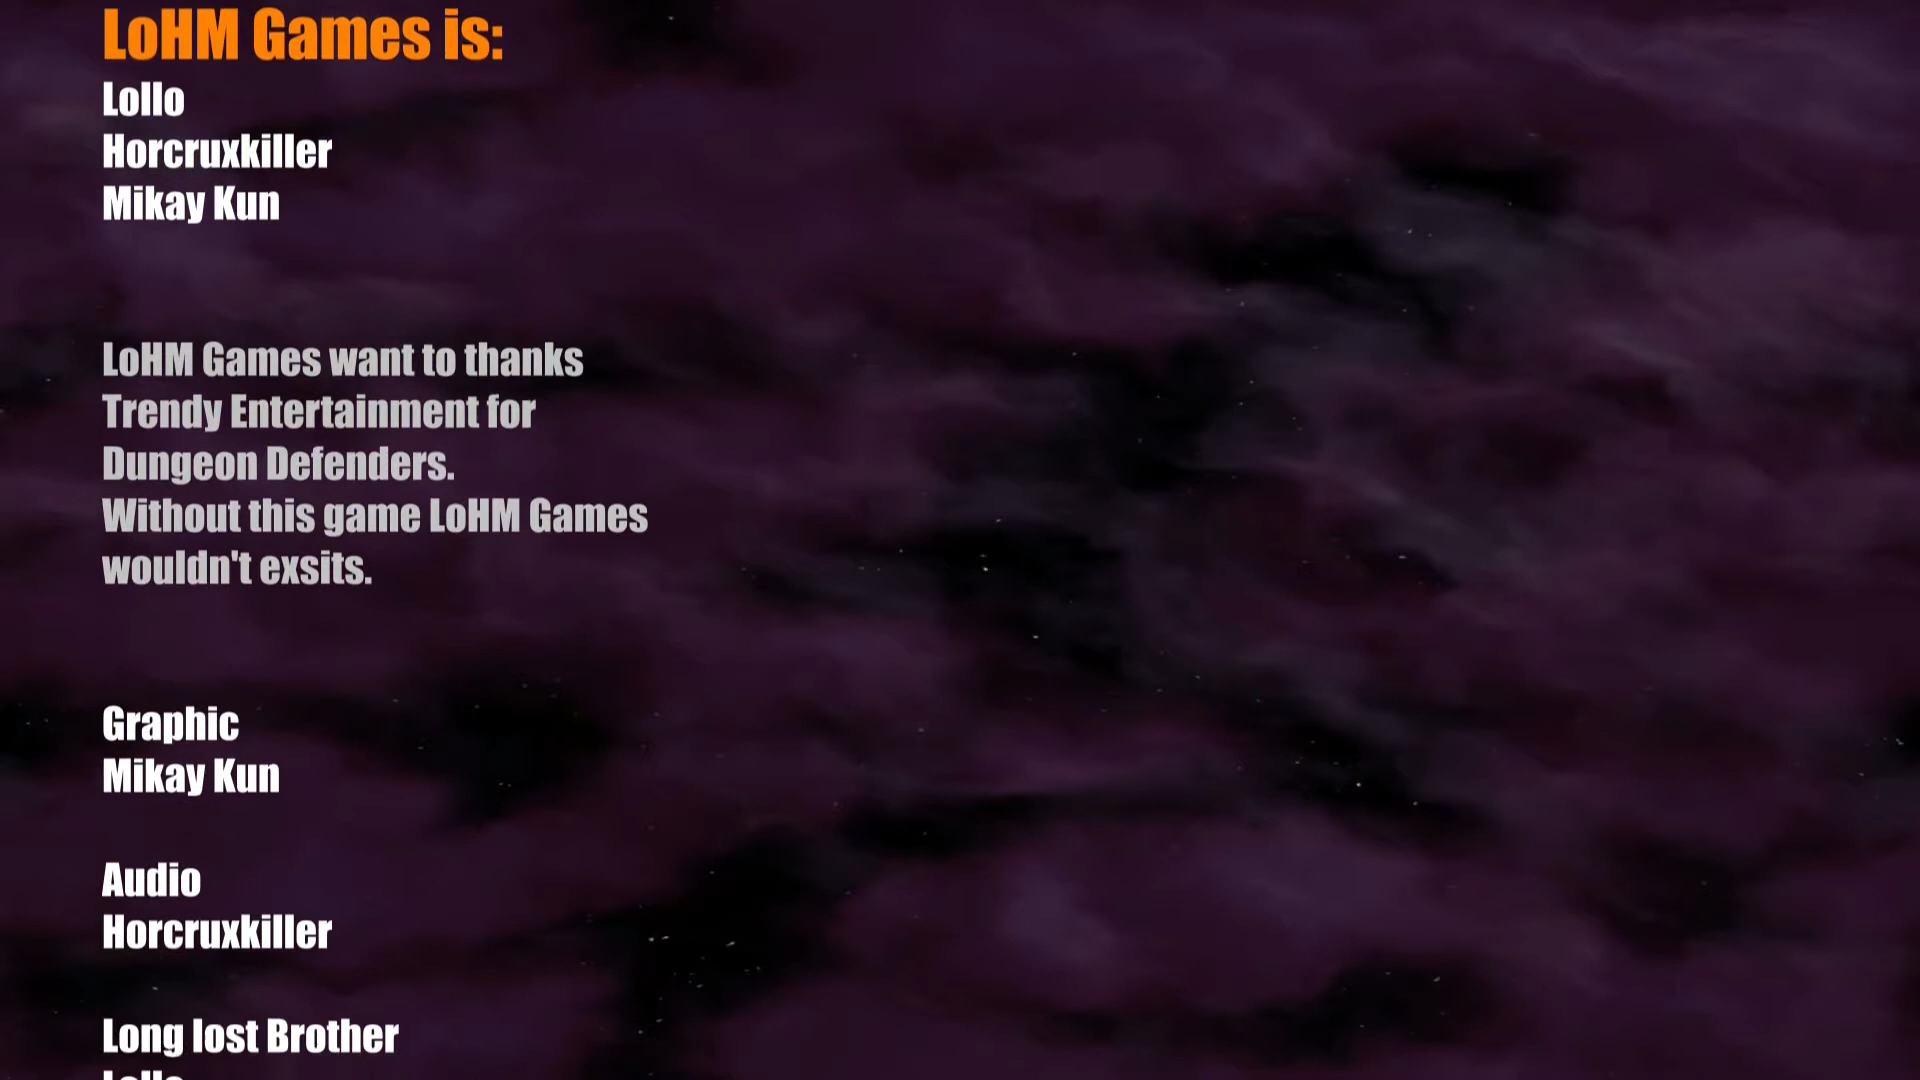 LoHM Games is:
Lollo
Horcruxkiller
Mikay Kun
LoHM Games want to thanks
Trendy Entertainment for
Dungeon Defenders.
Without this game LoHM Games
wouldn't exsits.
Graphic
Mikay Kun
Audio
Horcruxkiller
Long lost Brother